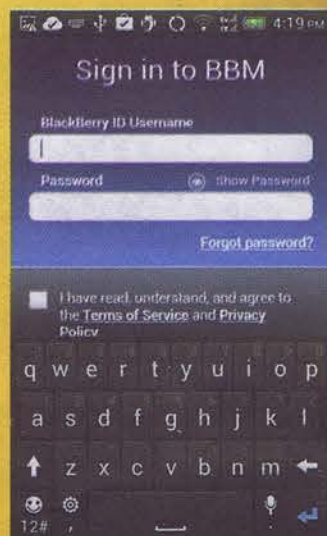 4:19 PM
Sign in to BBM
BlackBerry ID Username
Password Show Password
Forgot password?
I have read, understand, and agree to
the Terms of Service and Privacy
Policy
q w e r t y u i o p
a s d f g h j k l
z x c v b n m
12# , .